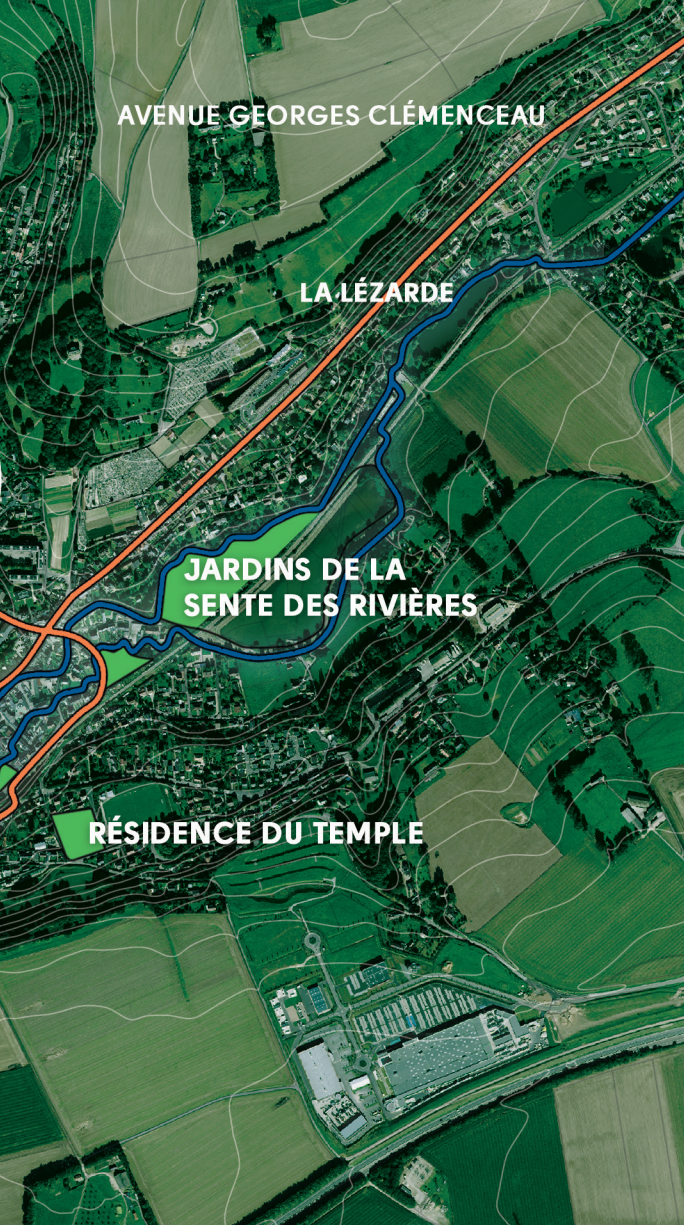 AVENUE GEORGES CLÉMENCEAU
LA LÉZARDE
JARDINS DE LA
SENTE DES RIVIÈRES
RÉSIDENCE DU TEMPLE